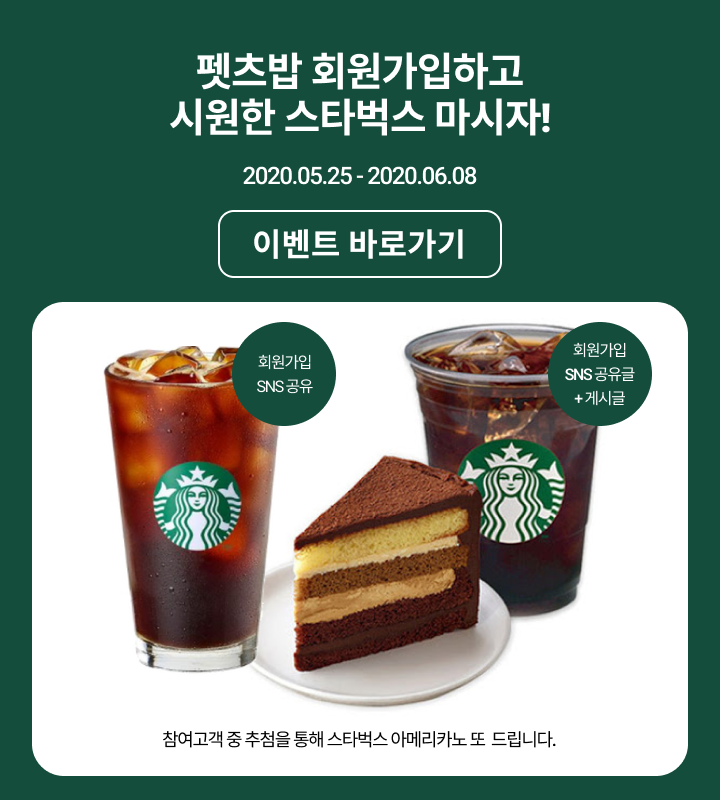 펫츠밥 회원가입하고
시원한 스타벅스 마시자!
2020.05.25 - 2020.06.08
이벤트 바로가기
회원가입
SNS 공유
회원가입
SNS 공유글
+ 게시글
참여고객 중 추첨을 통해 스타벅스 아메리카노 또 드립니다.